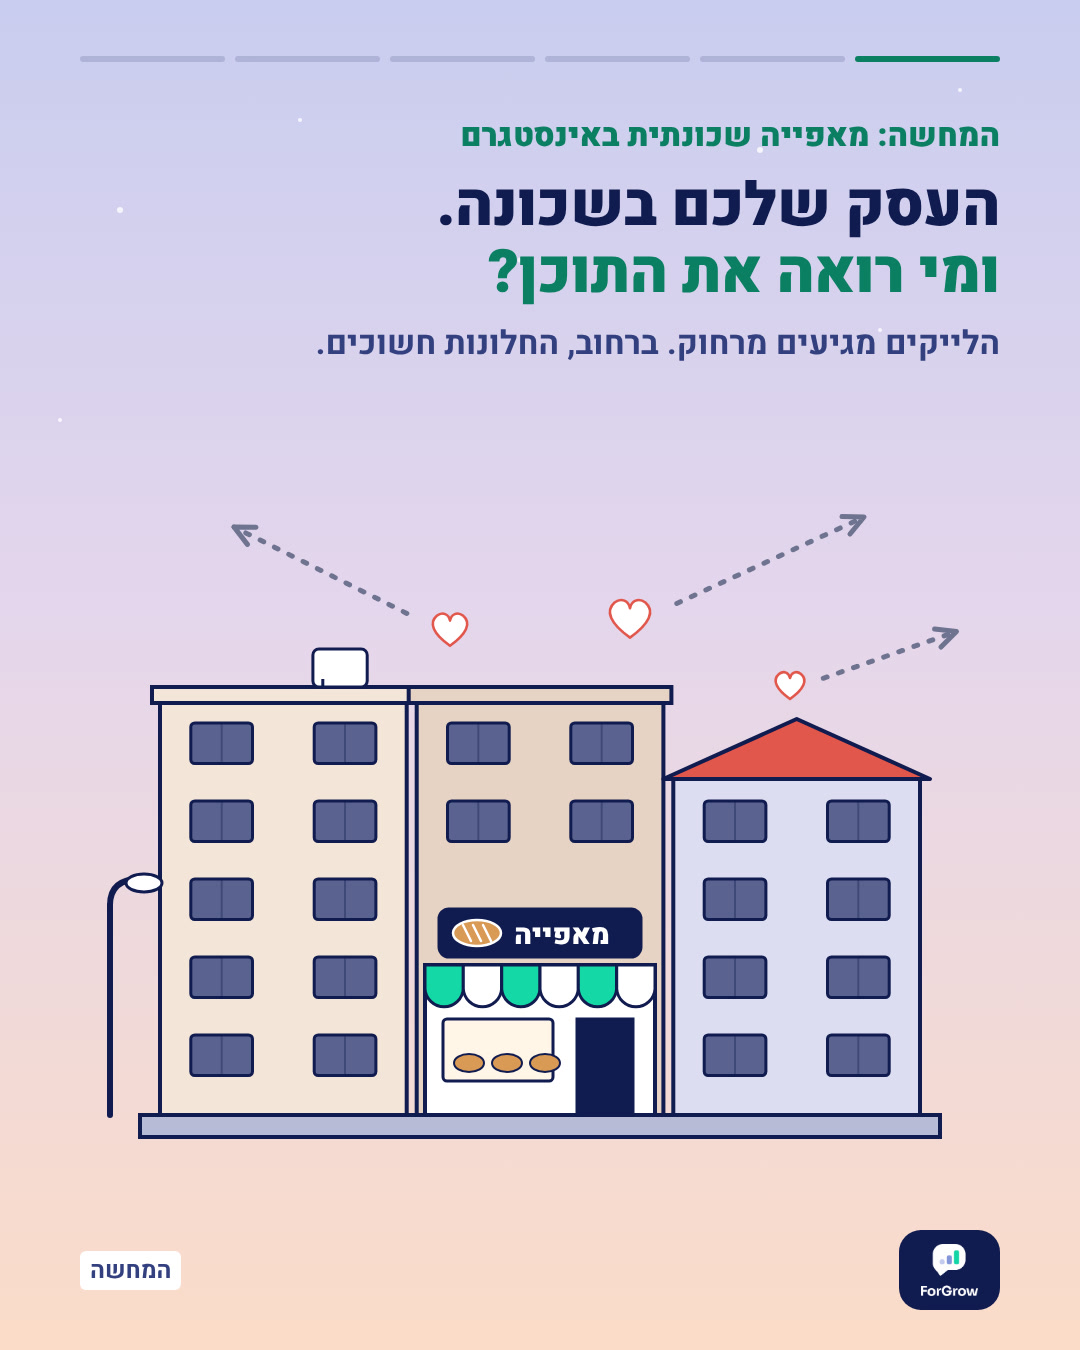 המחשה: מאפייה שכונתית באינסטגרם
העסק שלכם בשכונה.
ומי רואה את התוכן?
הלייקים מגיעים מרחוק. ברחוב, החלונות חשוכים.
מאפייה
המחשה
ForGrow